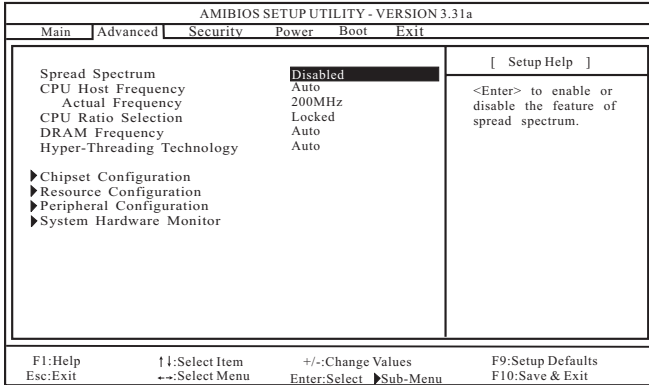 AMIBIOS SETUP UTILITY - VERSION 3.31a
Main Advanced Security Power Boot Exit
Spread Spectrum Disabled
CPU Host Frequency Auto
Actual Frequency 200MHz
CPU Ratio Selection Locked
DRAM Frequency Auto
Hyper-Threading Technology Auto
Chipset Configuration
Resource Configuration
Peripheral Configuration
System Hardware Monitor
[ Setup Help ]
<Enter> to enable or
disable the feature of
spread spectrum.
F1:Help ↑↓:Select Item +/-:Change Values F9:Setup Defaults
Esc:Exit ←→:Select Menu Enter:Select ▶Sub-Menu F10:Save & Exit